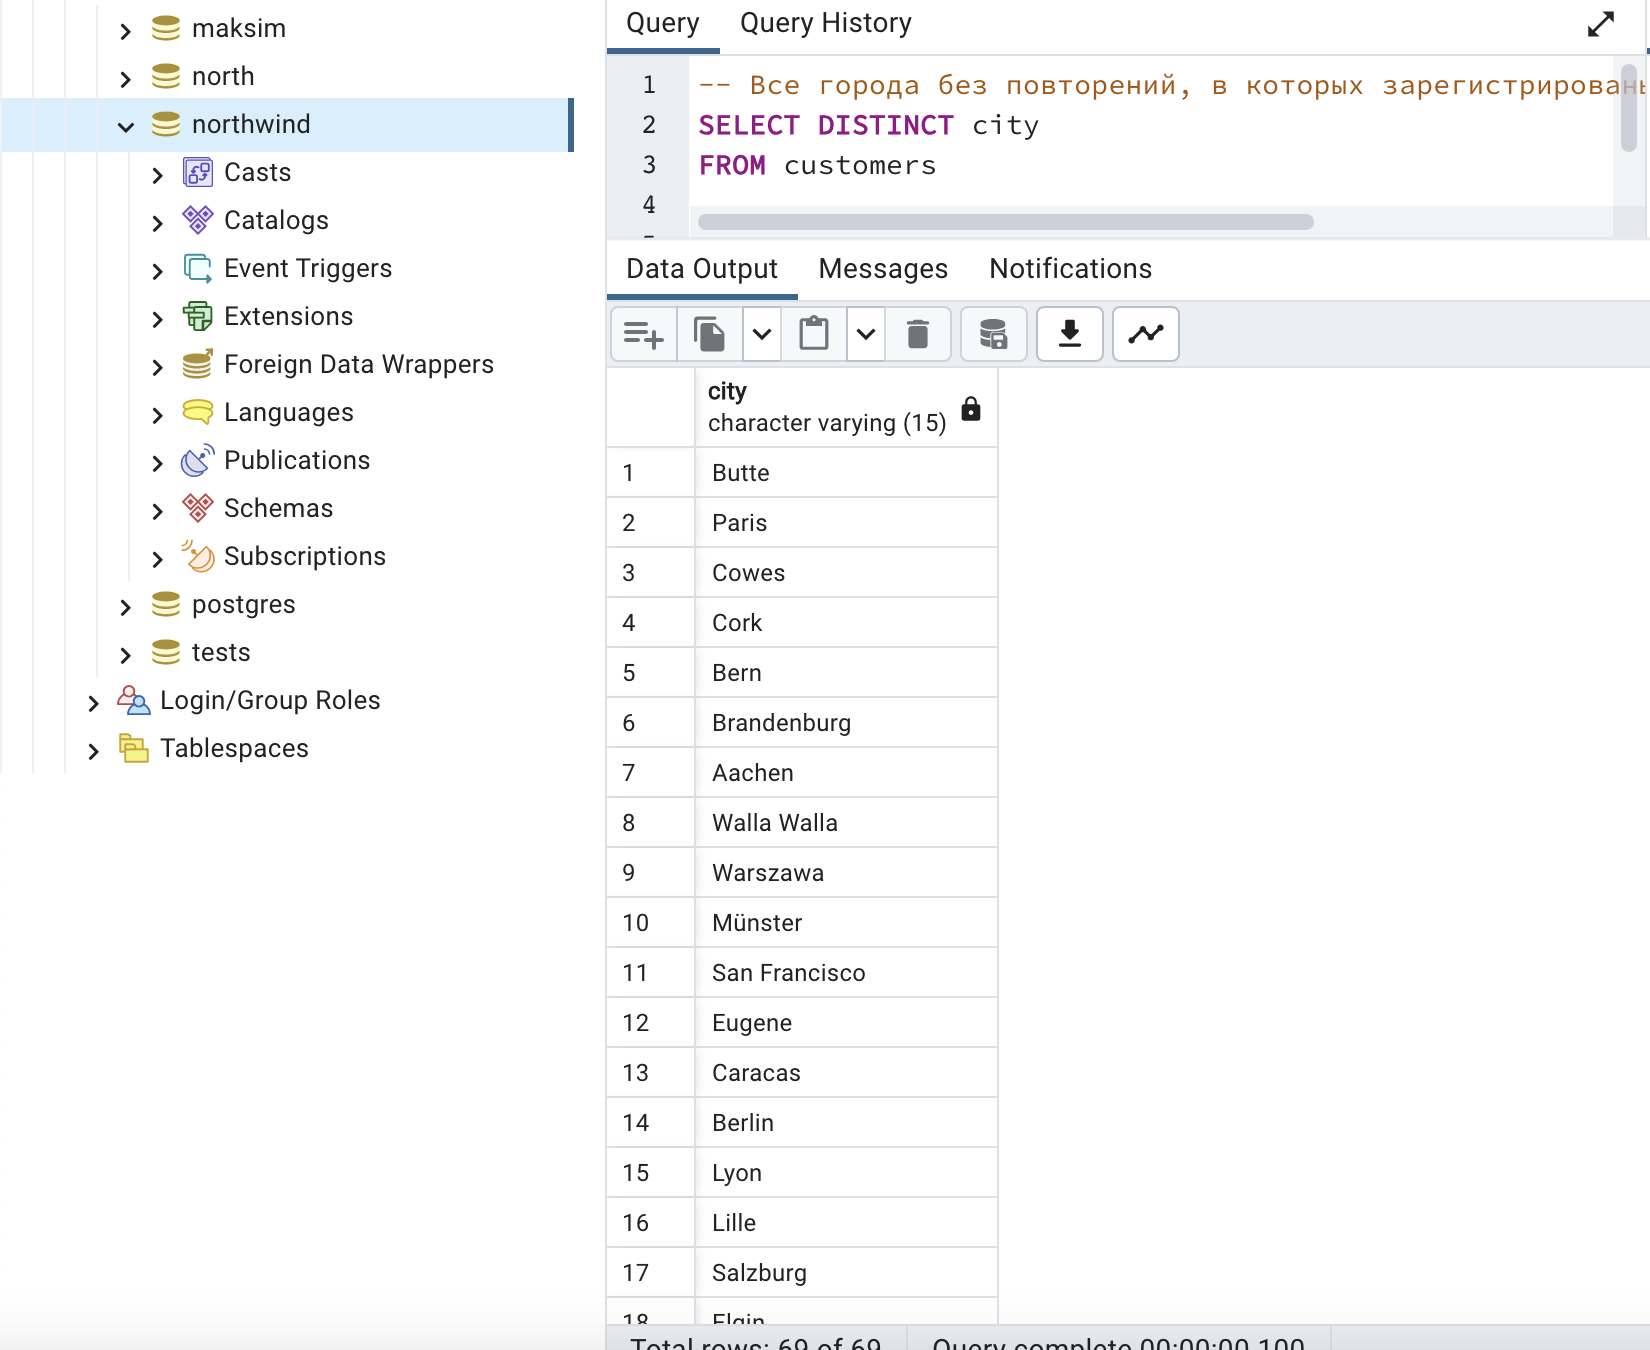 maksim
north
northwind
Casts
Catalogs
Event Triggers
Extensions
Foreign Data Wrappers
Languages
Publications
Schemas
Subscriptions
postgres
tests
Login/Group Roles
Tablespaces
Query Query History
1 -- Все города без повторений, в которых зарегистрированы
2 SELECT DISTINCT city
3 FROM customers
4
Data Output Messages Notifications
city
character varying (15)
1 Butte
2 Paris
3 Cowes
4 Cork
5 Bern
6 Brandenburg
7 Aachen
8 Walla Walla
9 Warszawa
10 Münster
11 San Francisco
12 Eugene
13 Caracas
14 Berlin
15 Lyon
16 Lille
17 Salzburg
18 Elgin
Total rows: 69 of 69 Query complete 00:00:00.100